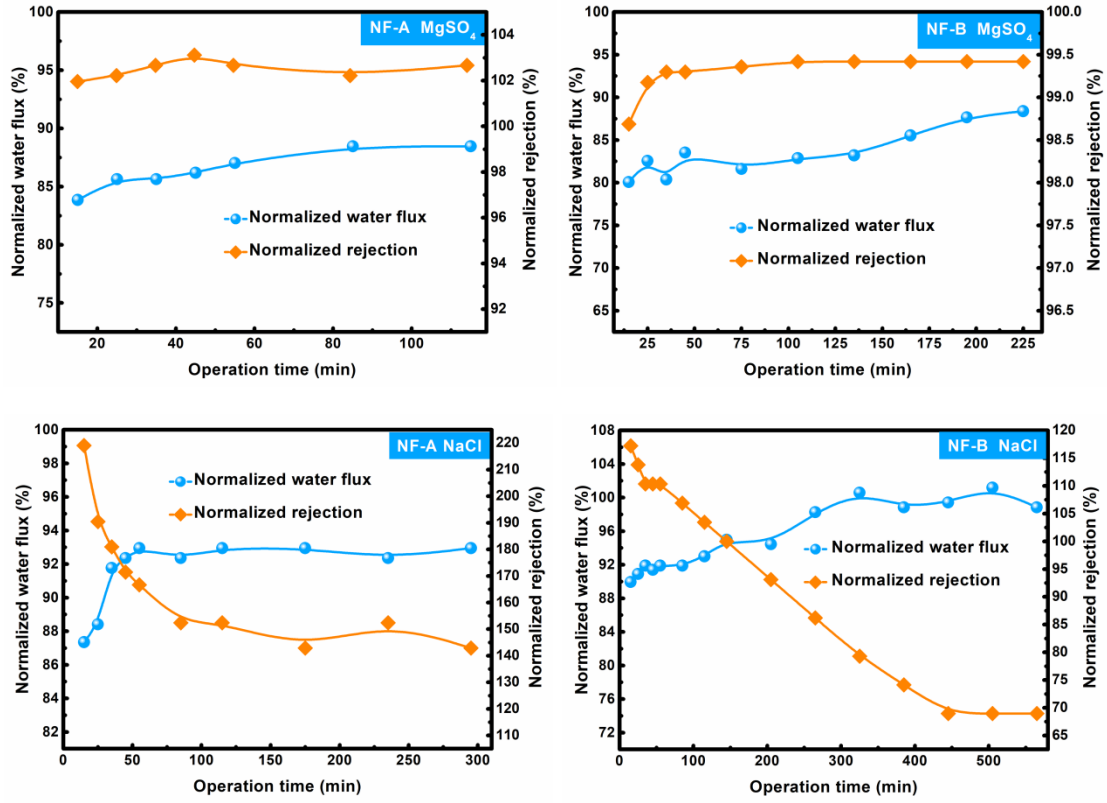 NF-A MgSO₄
Normalized water flux (%)
100
95
90
85
80
75
Normalized water flux
Normalized rejection
104
102
100
98
96
94
92
Normalized rejection (%)
20 40 60 80 100
Operation time (min)
NF-B MgSO₄
Normalized water flux (%)
100
95
90
85
80
75
70
65
Normalized water flux
Normalized rejection
100.0
99.5
99.0
98.5
98.0
97.5
97.0
96.5
Normalized rejection (%)
25 50 75 100 125 150 175 200 225
Operation time (min)
NF-A NaCl
Normalized water flux (%)
100
98
96
94
92
90
88
86
84
82
Normalized water flux
Normalized rejection
220
210
200
190
180
170
160
150
140
130
120
110
Normalized rejection (%)
0 50 100 150 200 250 300
Operation time (min)
NF-B NaCl
Normalized water flux (%)
108
104
100
96
92
88
84
80
76
72
Normalized water flux
Normalized rejection
120
115
110
105
100
95
90
85
80
75
70
65
Normalized rejection (%)
0 100 200 300 400 500
Operation time (min)